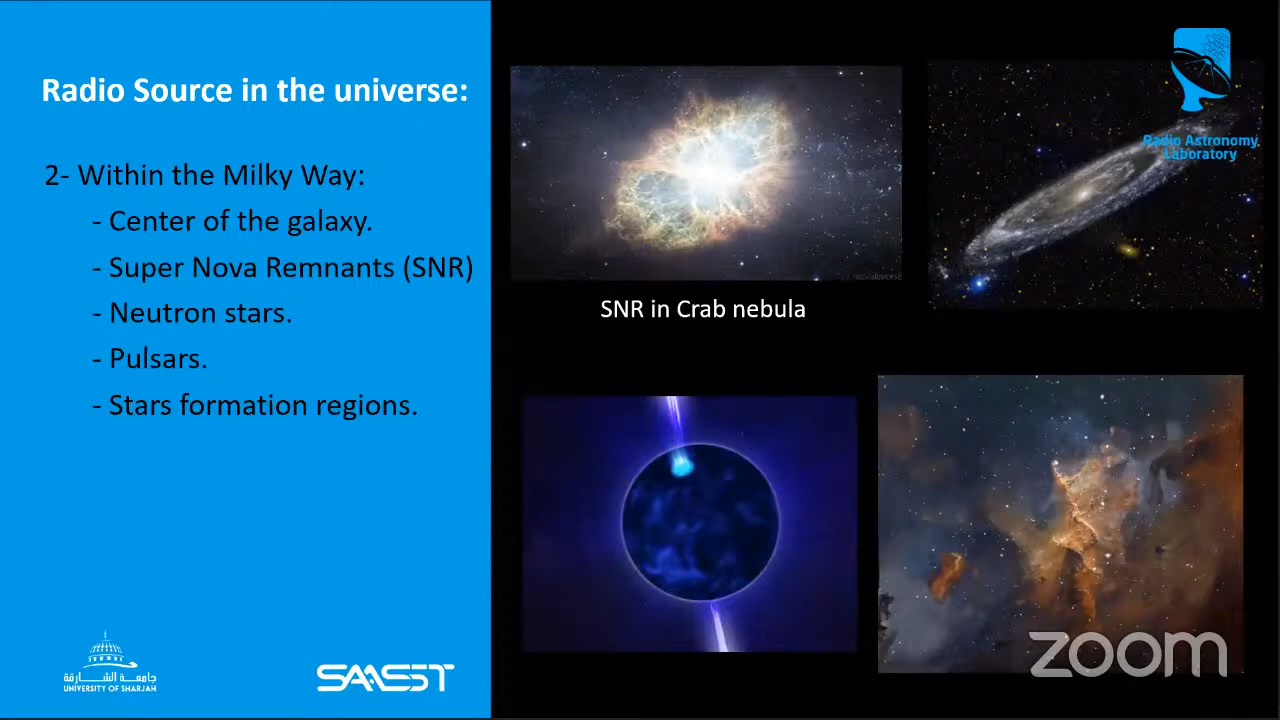 Radio Source in the universe:
2- Within the Milky Way:
- Center of the galaxy.
- Super Nova Remnants (SNR)
- Neutron stars.
- Pulsars.
- Stars formation regions.
SNR in Crab nebula
Radio Astronomy
Laboratory
جامعة الشارقة
UNIVERSITY OF SHARJAH
SAASST
zoom